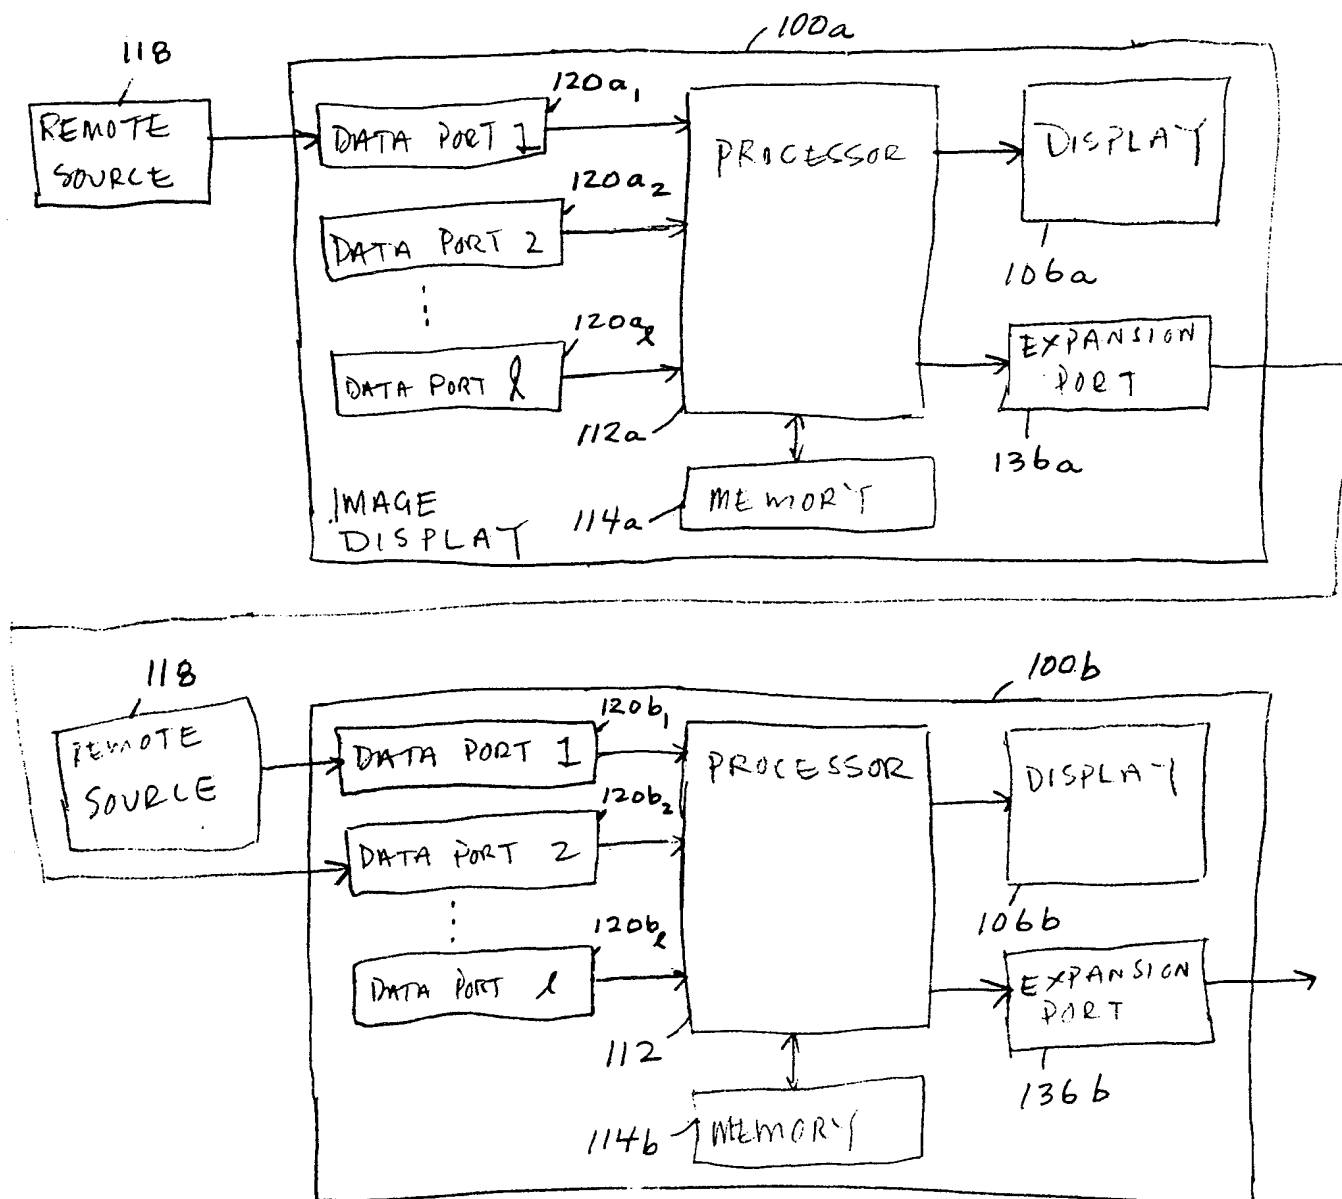 100a
118
REMOTE
SOURCE
120a1
DATA PORT 1
120a2
DATA PORT 2
120aℓ
DATA PORT ℓ
PROCESSOR
112a
DISPLAY
106a
EXPANSION
PORT
136a
MEMORY
114a
IMAGE
DISPLAY
100b
118
REMOTE
SOURCE
120b1
DATA PORT 1
120b2
DATA PORT 2
120bℓ
DATA PORT ℓ
PROCESSOR
112
DISPLAY
106b
EXPANSION
PORT
136b
MEMORY
114b